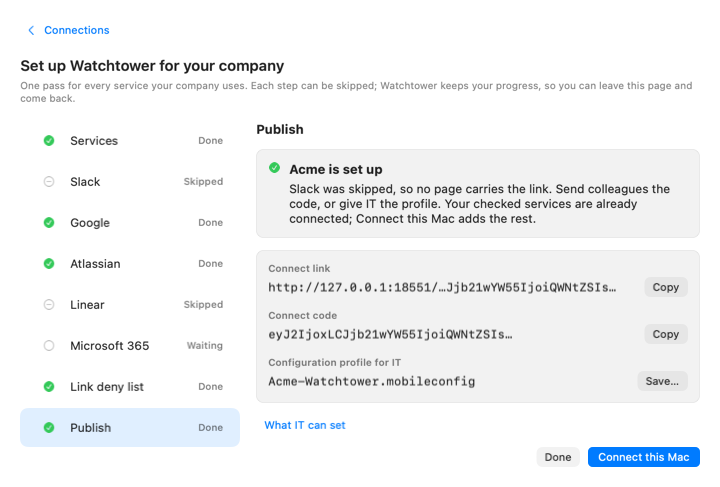 Connections
Set up Watchtower for your company
One pass for every service your company uses. Each step can be skipped; Watchtower keeps your progress, so you can leave this page and
come back.
Services Done
Slack Skipped
Google Done
Atlassian Done
Linear Skipped
Microsoft 365 Waiting
Link deny list Done
Publish Done
Publish
Acme is set up
Slack was skipped, so no page carries the link. Send colleagues the
code, or give IT the profile. Your checked services are already
connected; Connect this Mac adds the rest.
Connect link
http://127.0.0.1:18551/…Jjb21wYW55IjoiQWNtZSIs… Copy
Connect code
eyJ2IjoxLCJjb21wYW55IjoiQWNtZSIs… Copy
Configuration profile for IT
Acme-Watchtower.mobileconfig Save…
What IT can set
Done Connect this Mac